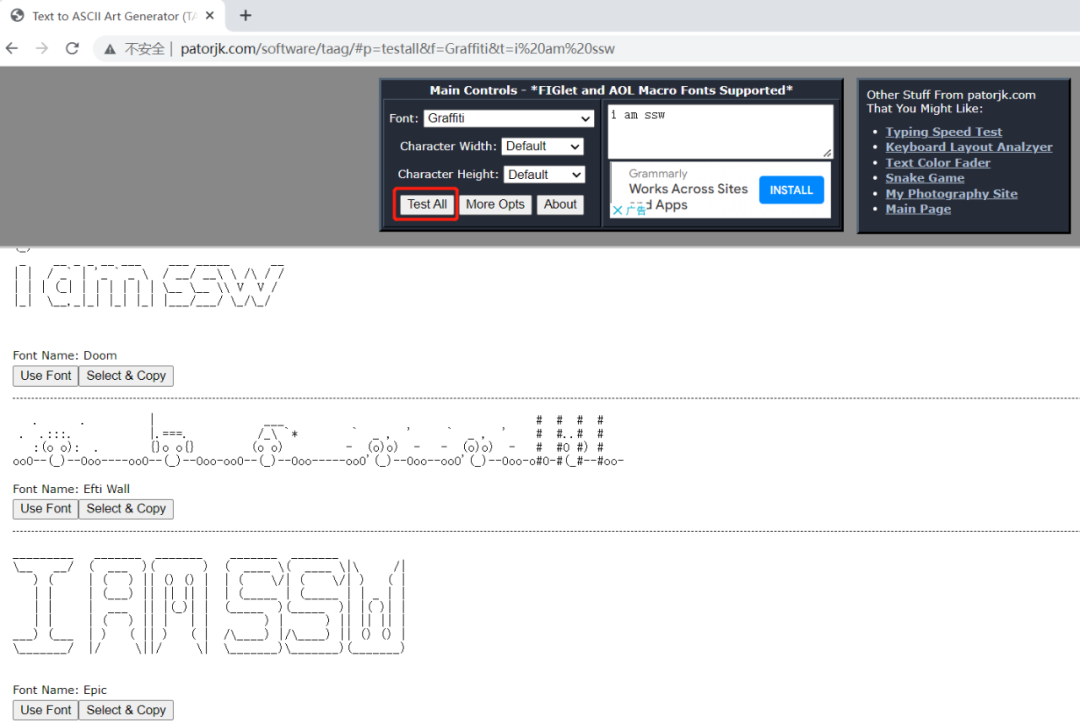 Text to ASCII Art Generator (TA
不安全 | patorjk.com/software/taag/#p=testall&f=Graffiti&t=i%20am%20ssw
Main Controls - *FIGlet and AOL Macro Fonts Supported*
Font: Graffiti
Character Width: Default
Character Height: Default
Test All More Opts About
i am ssw
Grammarly
Works Across Sites
and Apps
INSTALL
广告
Other Stuff From patorjk.com
That You Might Like:
• Typing Speed Test
• Keyboard Layout Analzyer
• Text Color Fader
• Snake Game
• My Photography Site
• Main Page
i am ssw
Font Name: Doom
Use Font Select & Copy
Font Name: Efti Wall
Use Font Select & Copy
I AM SSW
Font Name: Epic
Use Font Select & Copy